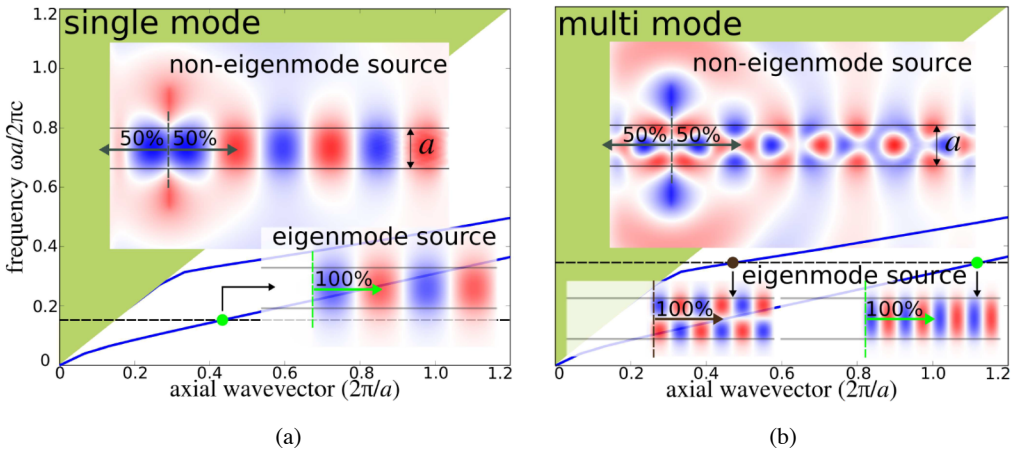 single mode
non-eigenmode source
50% 50%
a
eigenmode source
100%
frequency ωa/2πc
1.2
1.0
0.8
0.6
0.4
0.2
0
0 0.2 0.4 0.6 0.8 1.0 1.2
axial wavevector (2π/a)
(a)
multi mode
non-eigenmode source
50% 50%
a
eigenmode source
100%
100%
0 0.2 0.4 0.6 0.8 1.0 1.2
axial wavevector (2π/a)
(b)